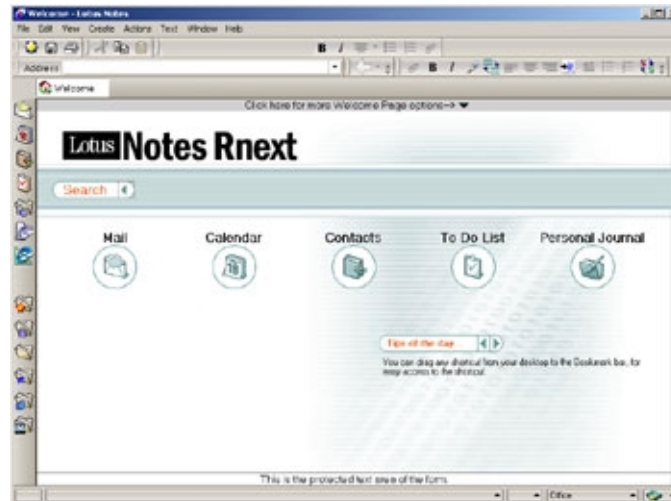 Welcome - Lotus Notes
File Edit View Create Actions Text Window Help
Address
Welcome
Click here for more Welcome Page options-->
Lotus Notes Rnext
Search
Mail Calendar Contacts To Do List Personal Journal
Tips of the day
You can drag any shortcut from your desktop to the Bookmark bar, for
easy access to the shortcut.
This is the protected text area of the form.
Office